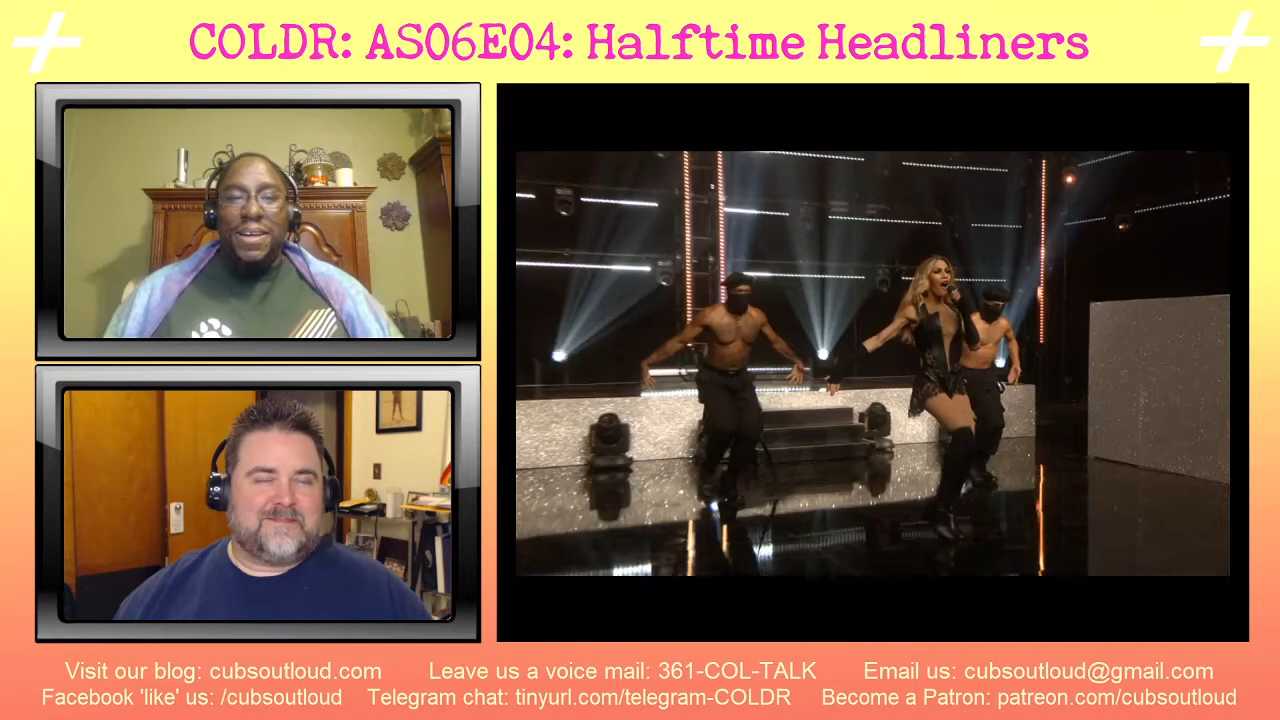 COLDR: AS06E04: Halftime Headliners
Visit our blog: cubsoutloud.com Leave us a voice mail: 361-COL-TALK Email us: cubsoutloud@gmail.com
Facebook 'like' us: /cubsoutloud Telegram chat: tinyurl.com/telegram-COLDR Become a Patron: patreon.com/cubsoutloud